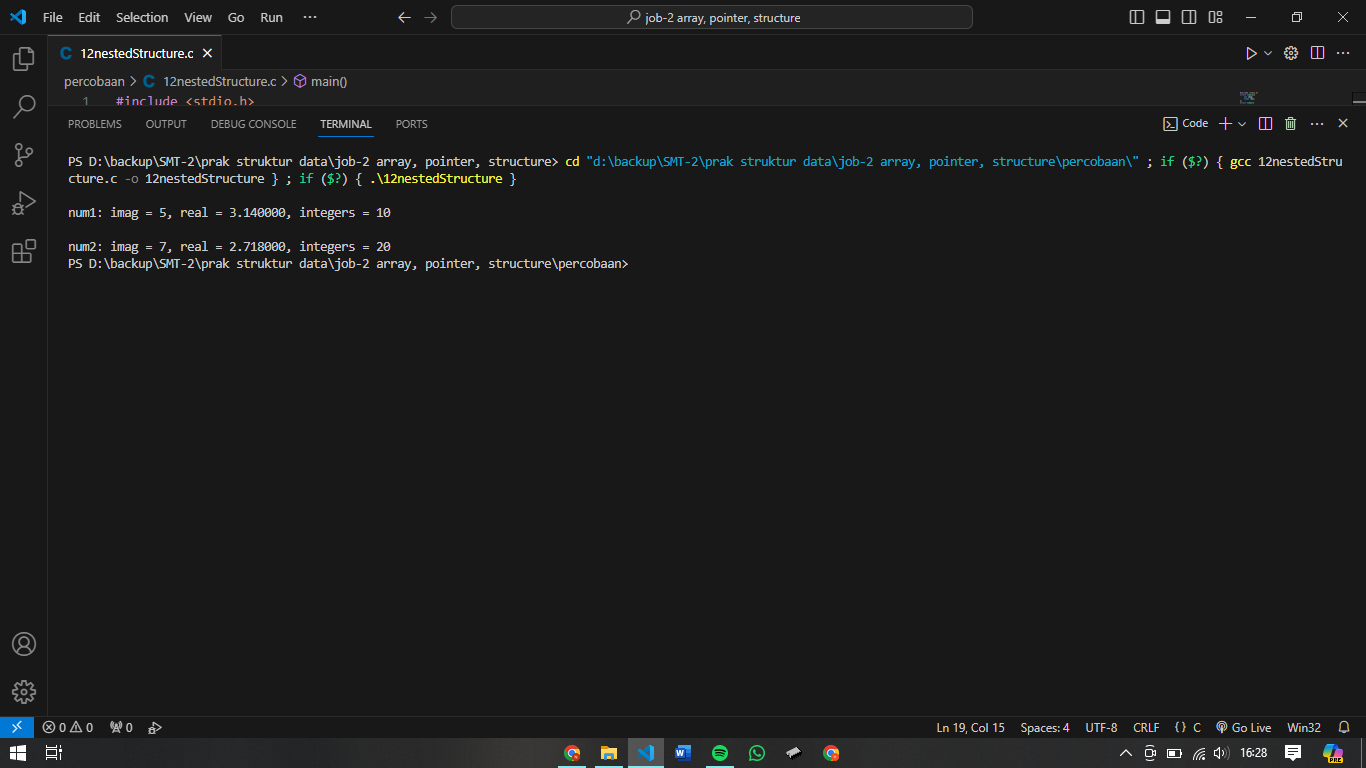 File Edit Selection View Go Run ··· job-2 array, pointer, structure
C 12nestedStructure.c
percobaan > C 12nestedStructure.c > main()
1 #include <stdio.h>
PROBLEMS OUTPUT DEBUG CONSOLE TERMINAL PORTS Code
PS D:\backup\SMT-2\prak struktur data\job-2 array, pointer, structure> cd "d:\backup\SMT-2\prak struktur data\job-2 array, pointer, structure\percobaan\" ; if ($?) { gcc 12nestedStru
cture.c -o 12nestedStructure } ; if ($?) { .\12nestedStructure }
num1: imag = 5, real = 3.140000, integers = 10
num2: imag = 7, real = 2.718000, integers = 20
PS D:\backup\SMT-2\prak struktur data\job-2 array, pointer, structure\percobaan>
0 0 0 Ln 19, Col 15 Spaces: 4 UTF-8 CRLF {} C Go Live Win32
16:28 PRE